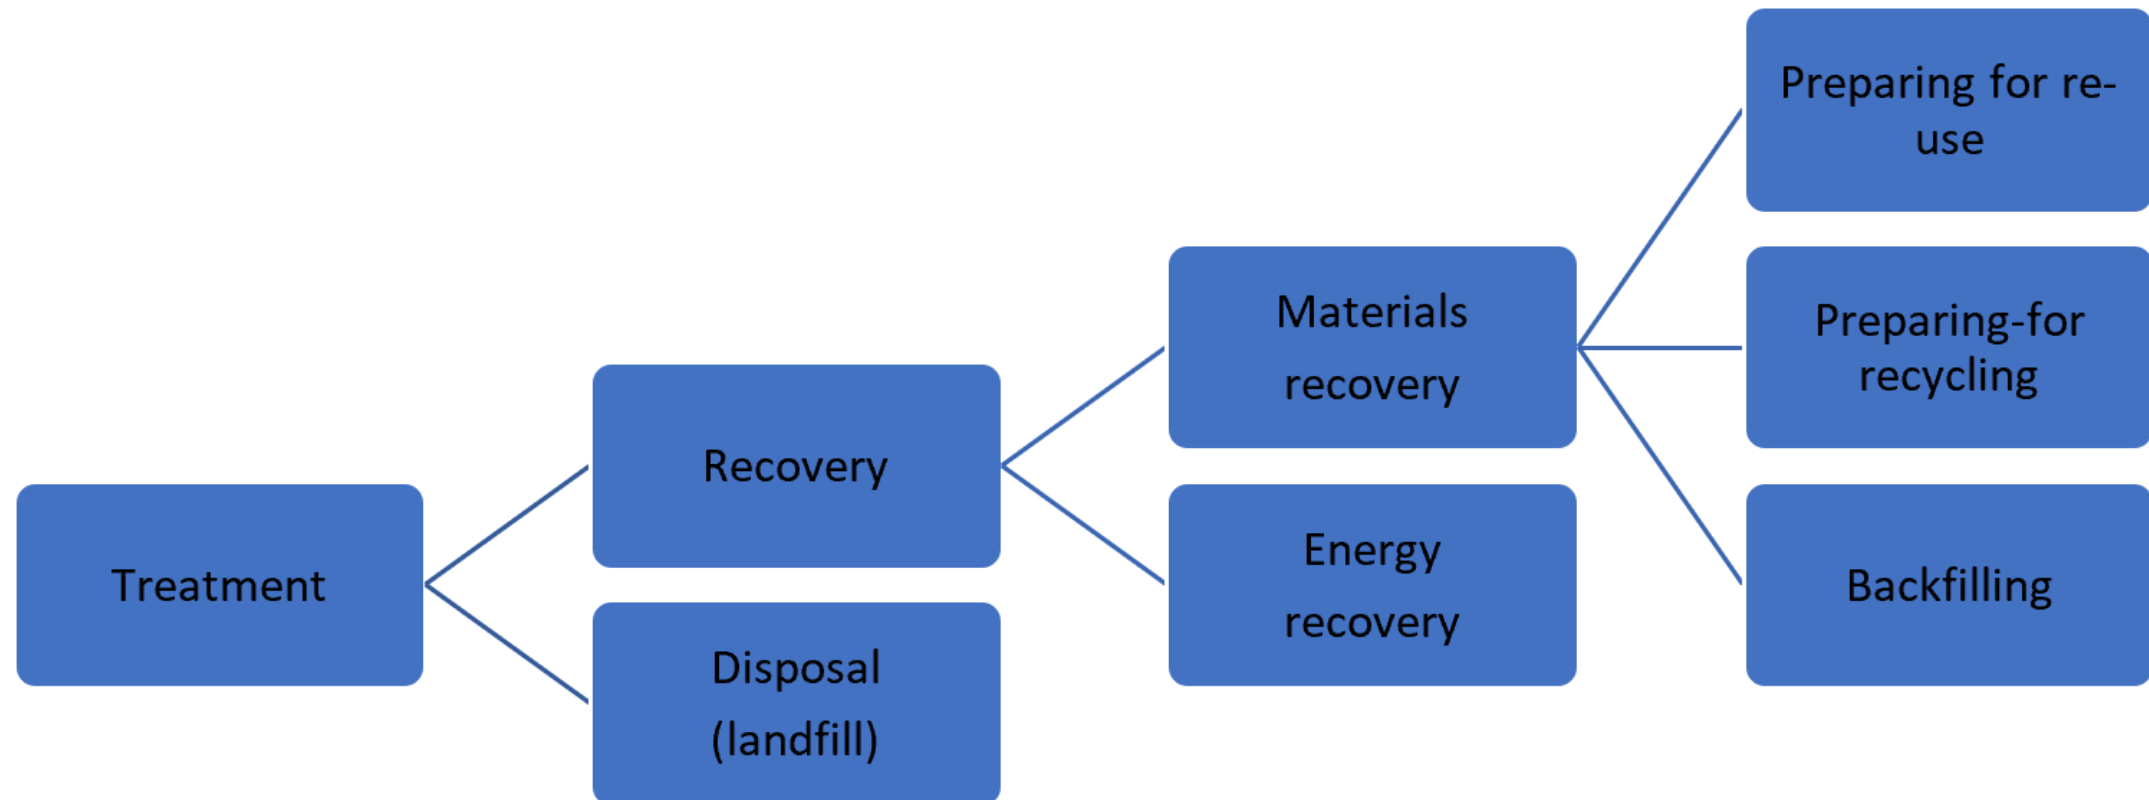 Treatment
Recovery
Disposal
(landfill)
Materials
recovery
Energy
recovery
Preparing for re-
use
Preparing-for
recycling
Backfilling